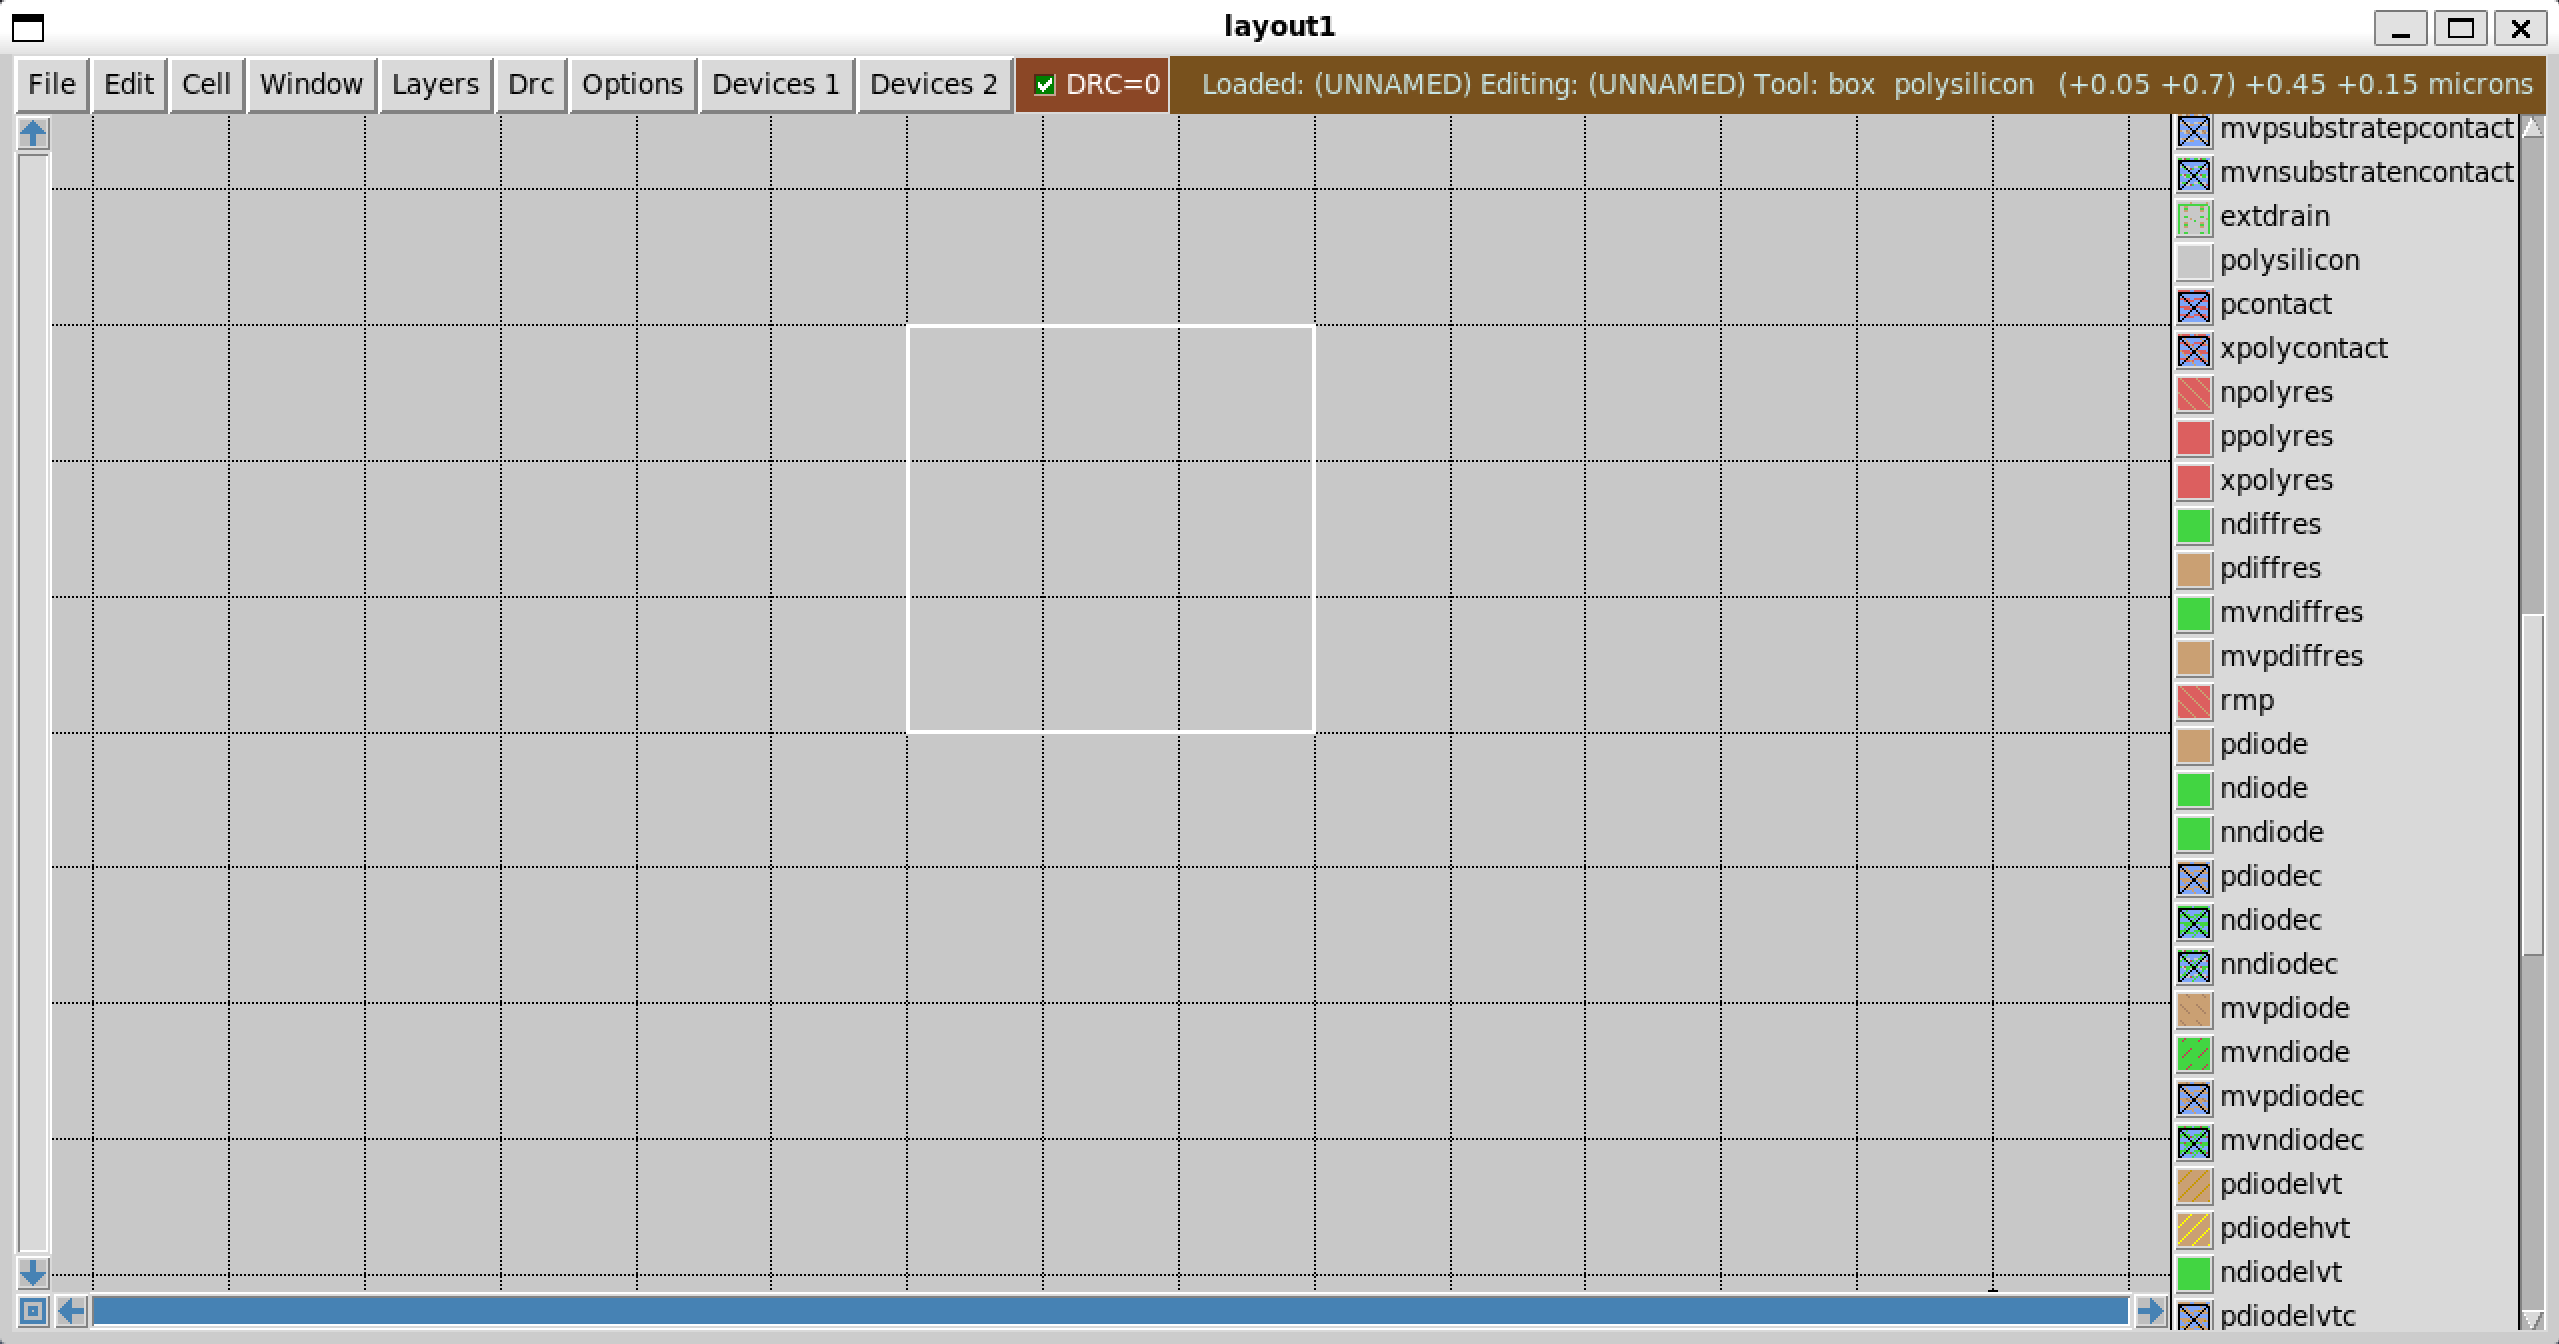 layout1
File Edit Cell Window Layers Drc Options Devices 1 Devices 2 DRC=0 Loaded: (UNNAMED) Editing: (UNNAMED) Tool: box polysilicon (+0.05 +0.7) +0.45 +0.15 microns
mvpsubstratepcontact
mvnsubstratencontact
extdrain
polysilicon
pcontact
xpolycontact
npolyres
ppolyres
xpolyres
ndiffres
pdiffres
mvndiffres
mvpdiffres
rmp
pdiode
ndiode
nndiode
pdiodec
ndiodec
nndiodec
mvpdiode
mvndiode
mvpdiodec
mvndiodec
pdiodelvt
pdiodehvt
ndiodelvt
pdiodelvtc